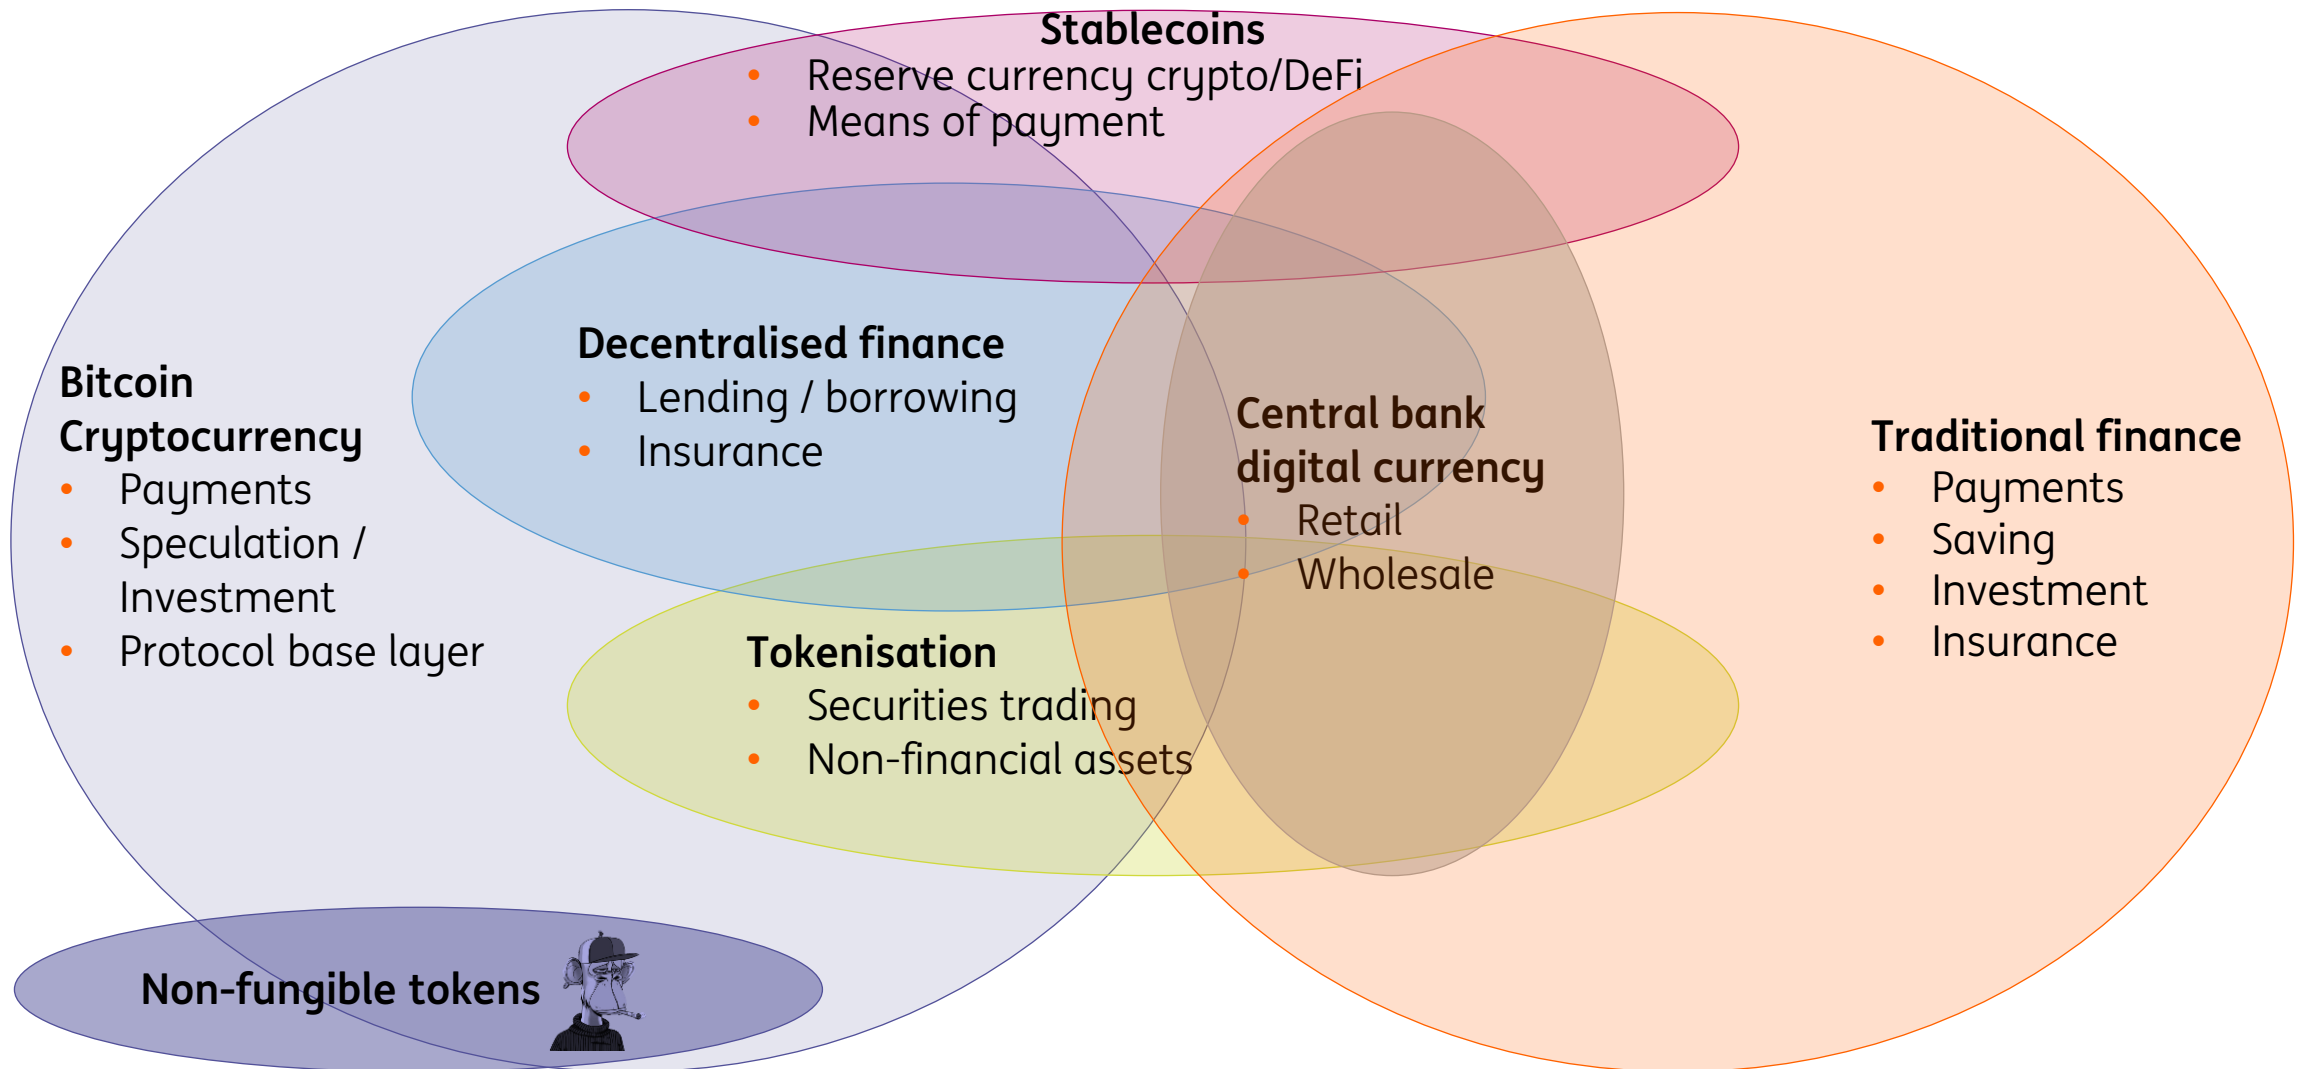 Stablecoins
• Reserve currency crypto/DeFi
• Means of payment
Decentralised finance
• Lending / borrowing
• Insurance
Bitcoin
Cryptocurrency
• Payments
• Speculation /
Investment
• Protocol base layer
Central bank
digital currency
• Retail
• Wholesale
Traditional finance
• Payments
• Saving
• Investment
• Insurance
Tokenisation
• Securities trading
• Non-financial assets
Non-fungible tokens